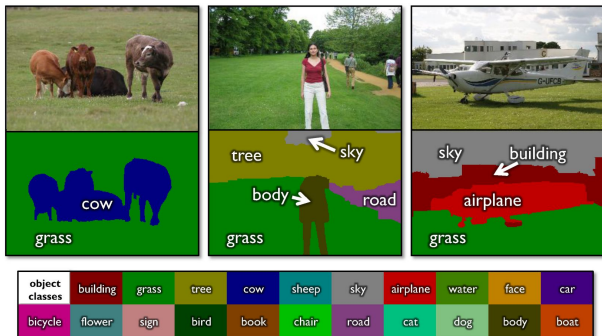 G-UFCB
cow
grass
tree
sky
body
road
grass
sky
building
airplane
grass
object classes
building
grass
tree
cow
sheep
sky
airplane
water
face
car
bicycle
flower
sign
bird
book
chair
road
cat
dog
body
boat